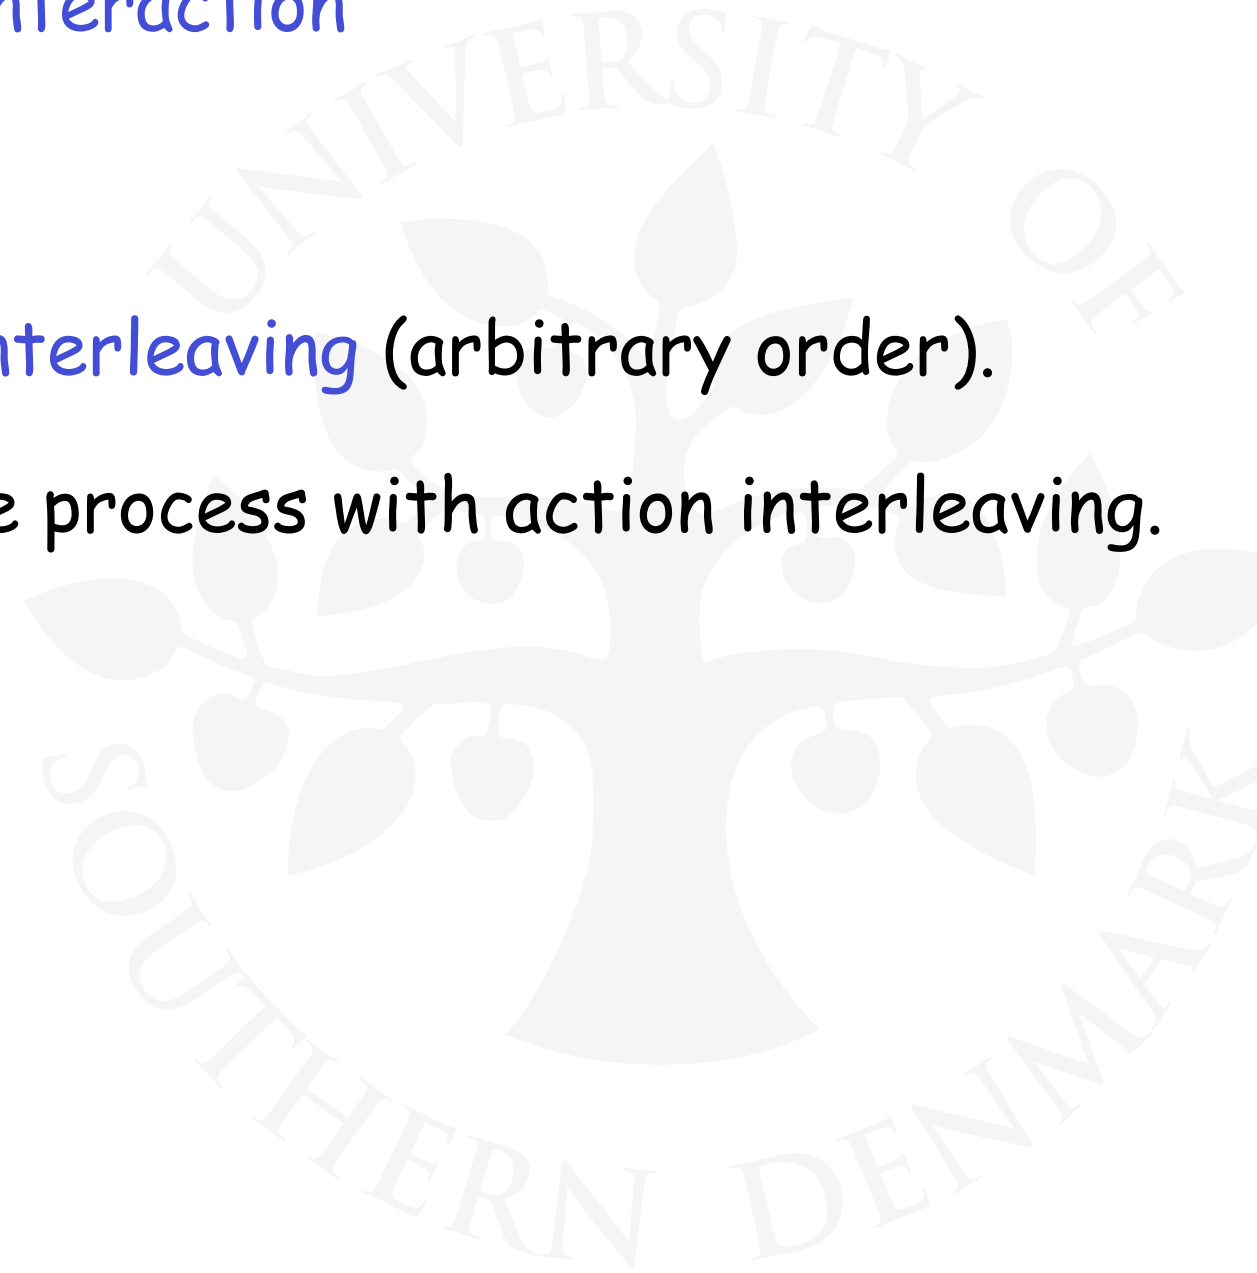 nteraction
nterleaving (arbitrary order).
e process with action interleaving.
UNIVERSITY OF
SOUTHERN DENMARK